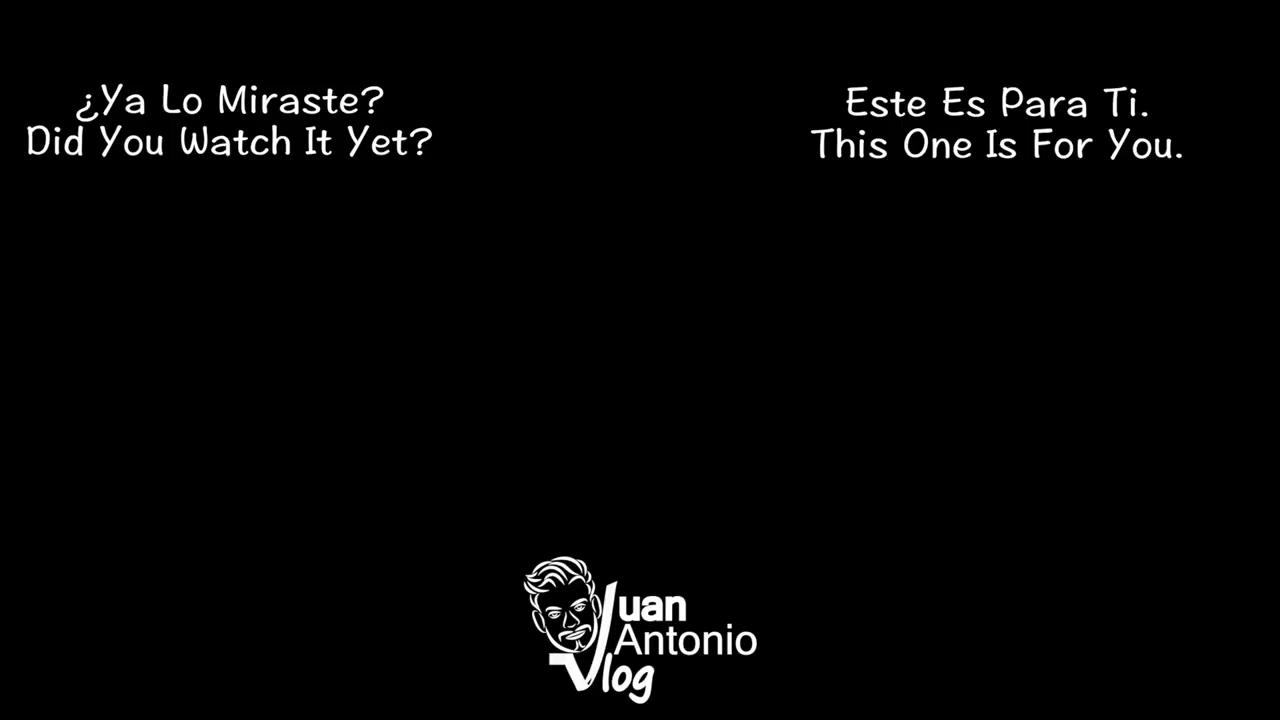 ¿Ya Lo Miraste?
Did You Watch It Yet?
Este Es Para Ti.
This One Is For You.
Juan
Antonio
Vlog